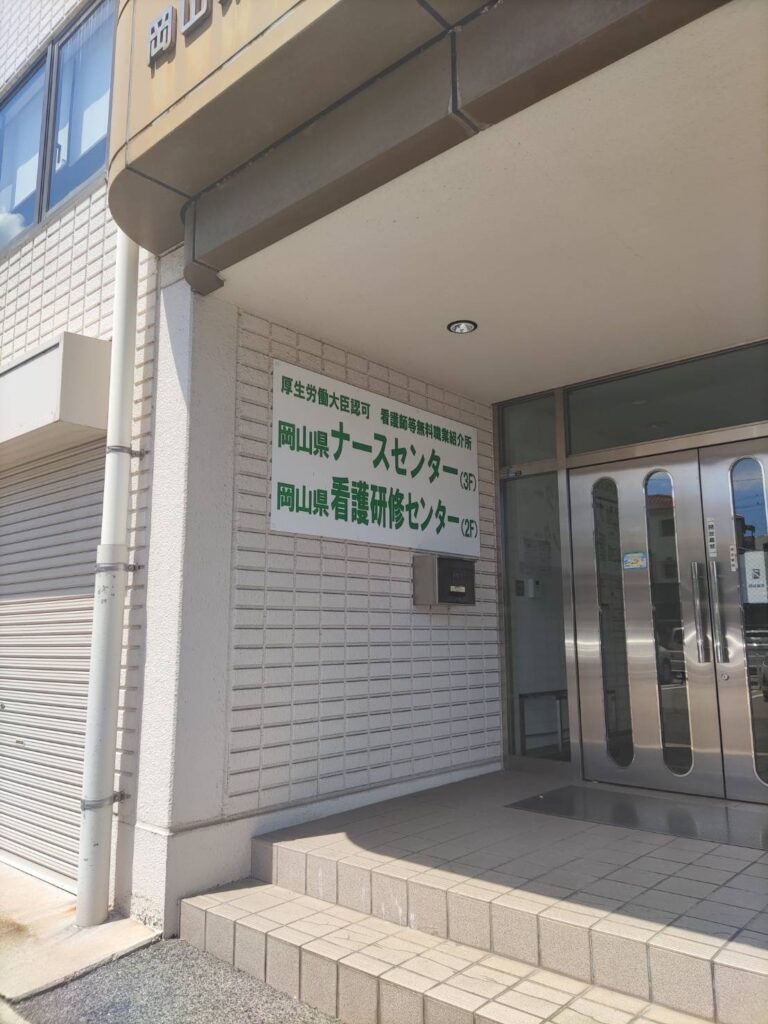 岡山
厚生労働大臣認可 看護師等無料職業紹介所
岡山県ナースセンター(3F)
岡山県看護研修センター(2F)